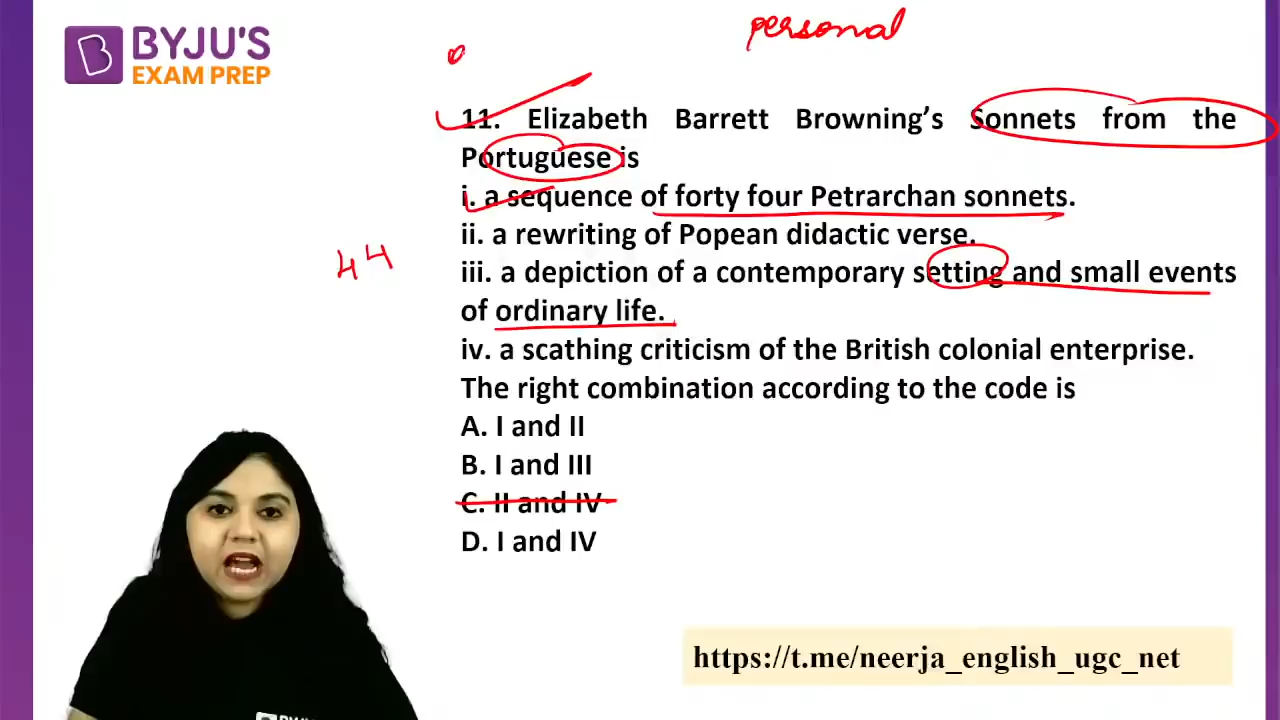 BYJU'S
EXAM PREP
personal
11. Elizabeth Barrett Browning's Sonnets from the
Portuguese is
i. a sequence of forty four Petrarchan sonnets.
ii. a rewriting of Popean didactic verse.
44
iii. a depiction of a contemporary setting and small events
of ordinary life.
iv. a scathing criticism of the British colonial enterprise.
The right combination according to the code is
A. I and II
B. I and III
C. II and IV
D. I and IV
https://t.me/neerja_english_ugc_net